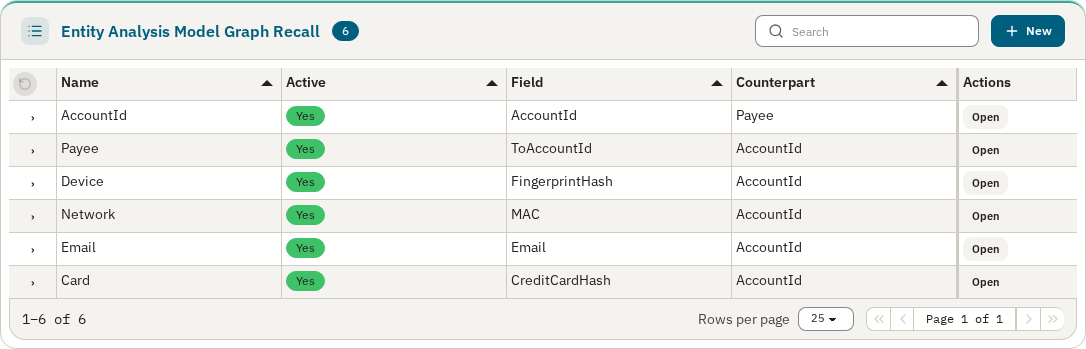 Entity Analysis Model Graph Recall 6 Search New
Name Active Field Counterpart Actions
AccountId Yes AccountId Payee Open
Payee Yes ToAccountId AccountId Open
Device Yes FingerprintHash AccountId Open
Network Yes MAC AccountId Open
Email Yes Email AccountId Open
Card Yes CreditCardHash AccountId Open
1–6 of 6 Rows per page 25 Page 1 of 1